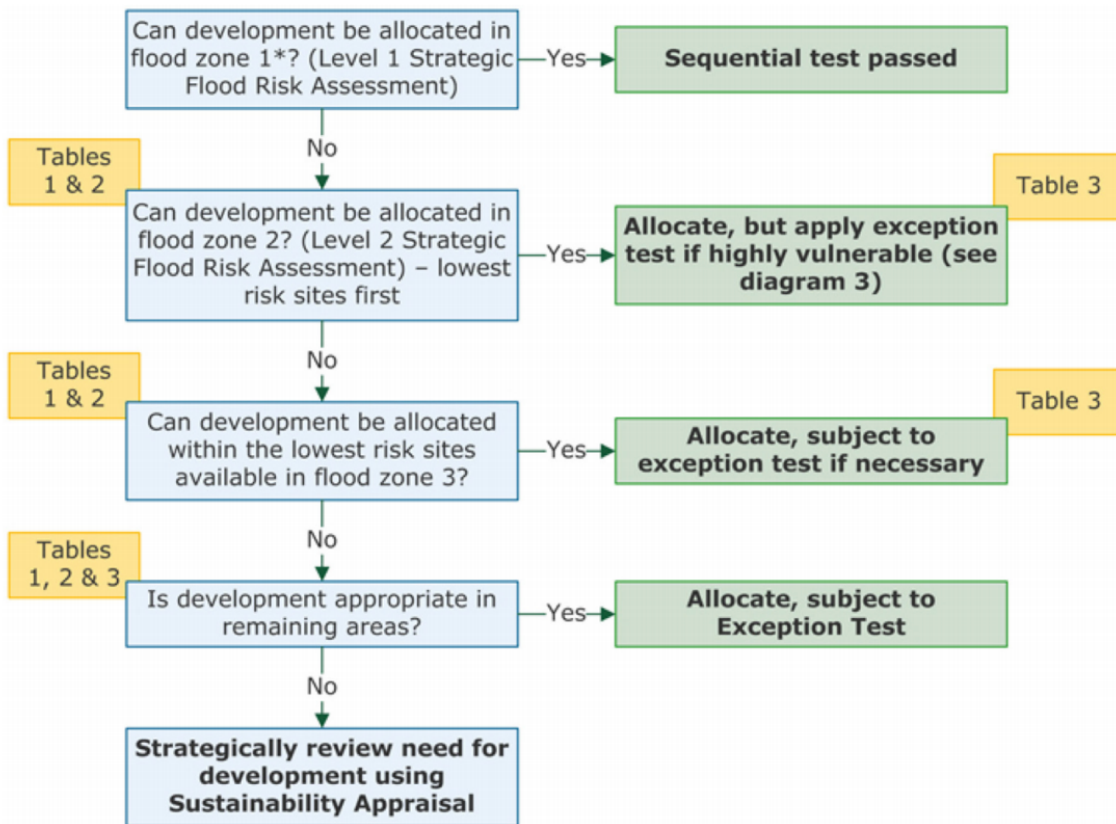 Can development be allocated in
flood zone 1*? (Level 1 Strategic
Flood Risk Assessment)
Yes
Sequential test passed
No
Tables
1 & 2
Can development be allocated in
flood zone 2? (Level 2 Strategic
Flood Risk Assessment) – lowest
risk sites first
Yes
Table 3
Allocate, but apply exception
test if highly vulnerable (see
diagram 3)
No
Tables
1 & 2
Can development be allocated
within the lowest risk sites
available in flood zone 3?
Yes
Table 3
Allocate, subject to
exception test if necessary
No
Tables
1, 2 & 3
Is development appropriate in
remaining areas?
Yes
Allocate, subject to
Exception Test
No
Strategically review need for
development using
Sustainability Appraisal